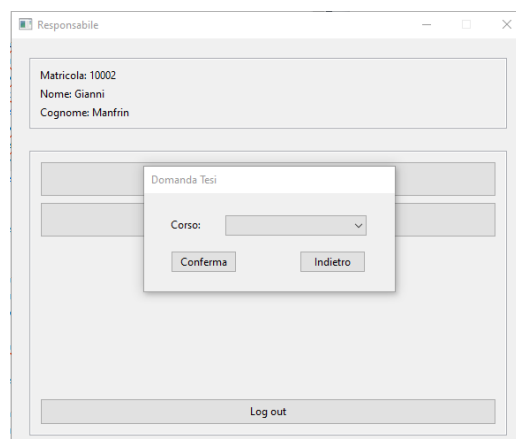 Responsabile
Matricola: 10002
Nome: Gianni
Cognome: Manfrin
Domanda Tesi
Corso:
Conferma Indietro
Log out